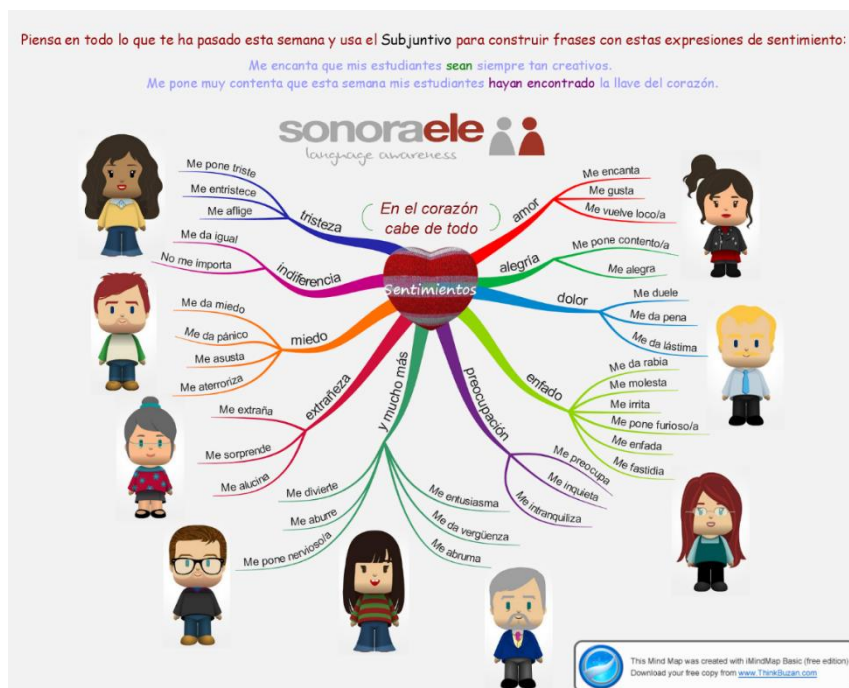 Piensa en todo lo que te ha pasado esta semana y usa el Subjuntivo para construir frases con estas expresiones de sentimiento:
Me encanta que mis estudiantes sean siempre tan creativos.
Me pone muy contenta que esta semana mis estudiantes hayan encontrado la llave del corazón.
sonoraele
language awareness
En el corazón
cabe de todo
Sentimientos
amor
Me encanta
Me gusta
Me vuelve loco/a
alegría
Me pone contento/a
Me alegra
dolor
Me duele
Me da pena
Me da lástima
enfado
Me da rabia
Me molesta
Me irrita
Me pone furioso/a
Me enfada
Me fastidia
preocupación
Me preocupa
Me inquieta
Me intranquiliza
y mucho más
Me entusiasma
Me da vergüenza
Me abruma
Me divierte
Me aburre
Me pone nervioso/a
extrañeza
Me extraña
Me sorprende
Me alucina
miedo
Me da miedo
Me da pánico
Me asusta
Me aterroriza
indiferencia
Me da igual
No me importa
tristeza
Me pone triste
Me entristece
Me aflige
This Mind Map was created with iMindMap Basic (free edition)
Download your free copy from www.ThinkBuzan.com